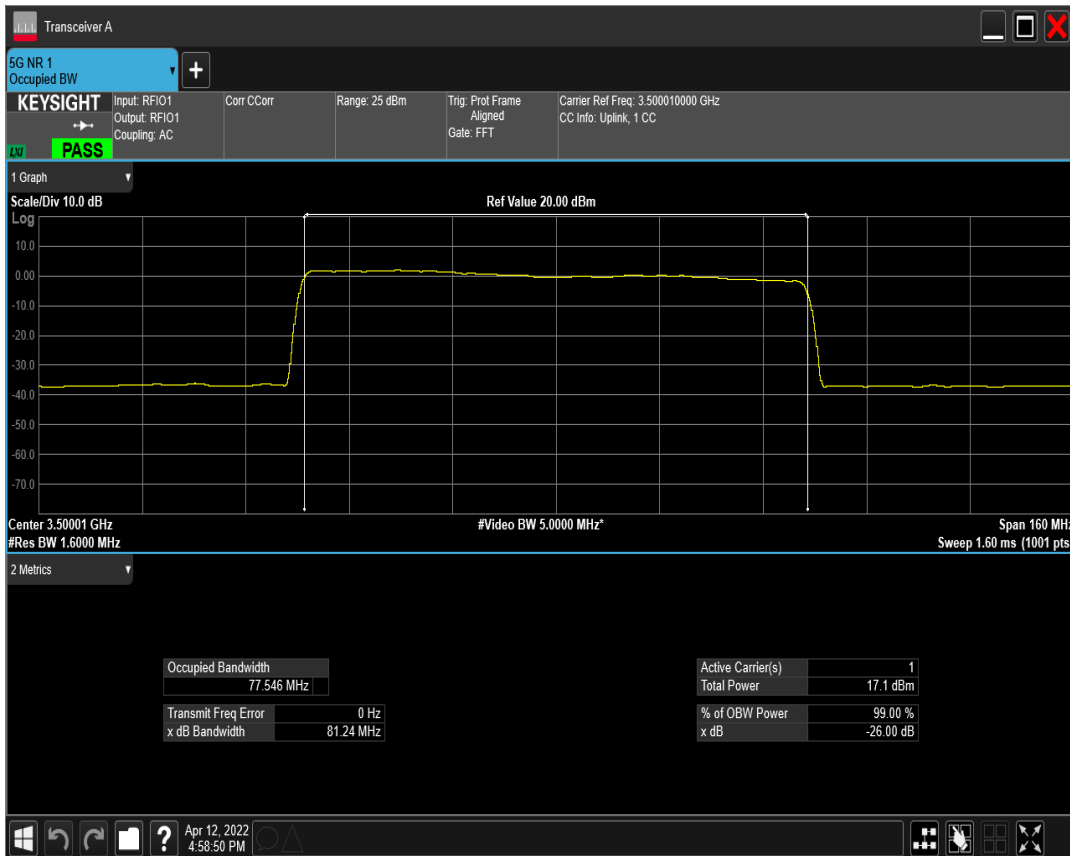 Transceiver A
5G NR 1
Occupied BW
+
KEYSIGHT
LXI
PASS
Input: RFIO1
Output: RFIO1
Coupling: AC
Corr CCorr
Range: 25 dBm
Trig: Prot Frame
Aligned
Gate: FFT
Carrier Ref Freq: 3.500010000 GHz
CC Info: Uplink, 1 CC
1 Graph
Scale/Div 10.0 dB
Ref Value 20.00 dBm
Log
10.0
0.00
-10.0
-20.0
-30.0
-40.0
-50.0
-60.0
-70.0
Center 3.50001 GHz
#Video BW 5.0000 MHz*
Span 160 MHz
#Res BW 1.6000 MHz
Sweep 1.60 ms (1001 pts
2 Metrics
Occupied Bandwidth
77.546 MHz
Transmit Freq Error 0 Hz
x dB Bandwidth 81.24 MHz
Active Carrier(s) 1
Total Power 17.1 dBm
% of OBW Power 99.00 %
x dB -26.00 dB
?
Apr 12, 2022
4:58:50 PM